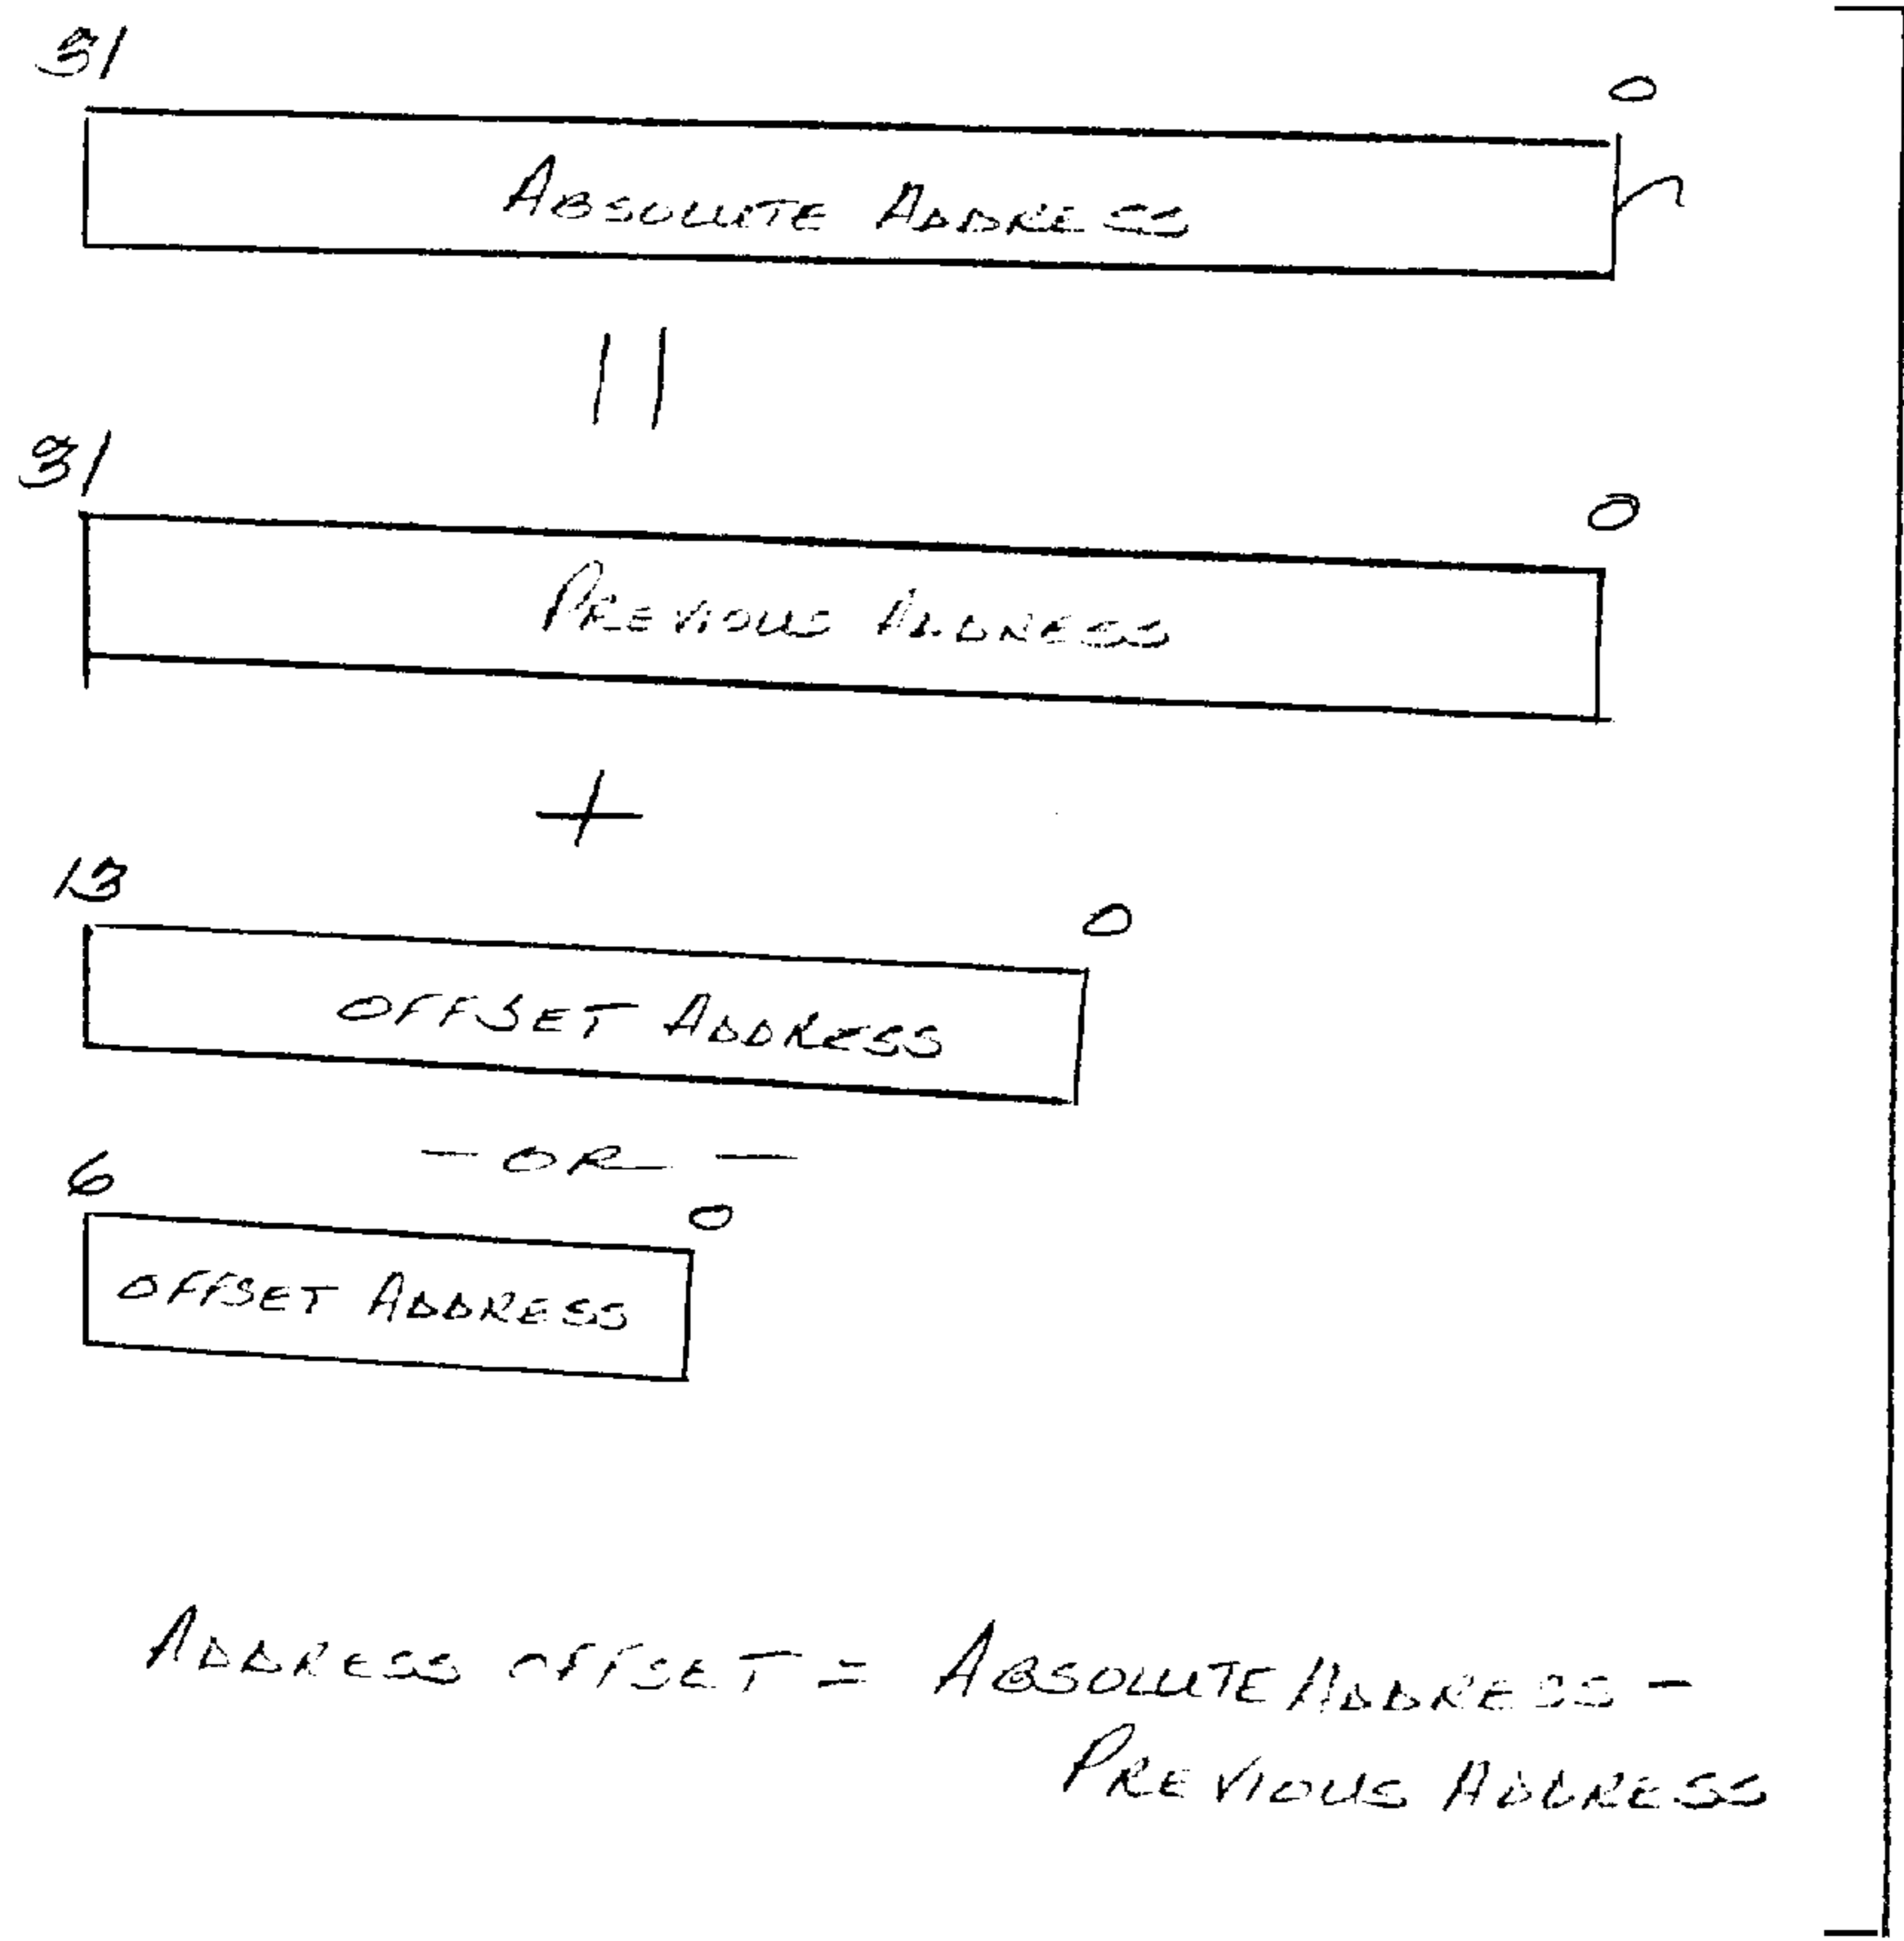 31 0
ABSOLUTE ADDRESS
31 0
PREVIOUS ADDRESS
+
13 0
OFFSET ADDRESS
- OR -
6 0
OFFSET ADDRESS
ADDRESS OFFSET = ABSOLUTE ADDRESS -
PREVIOUS ADDRESS